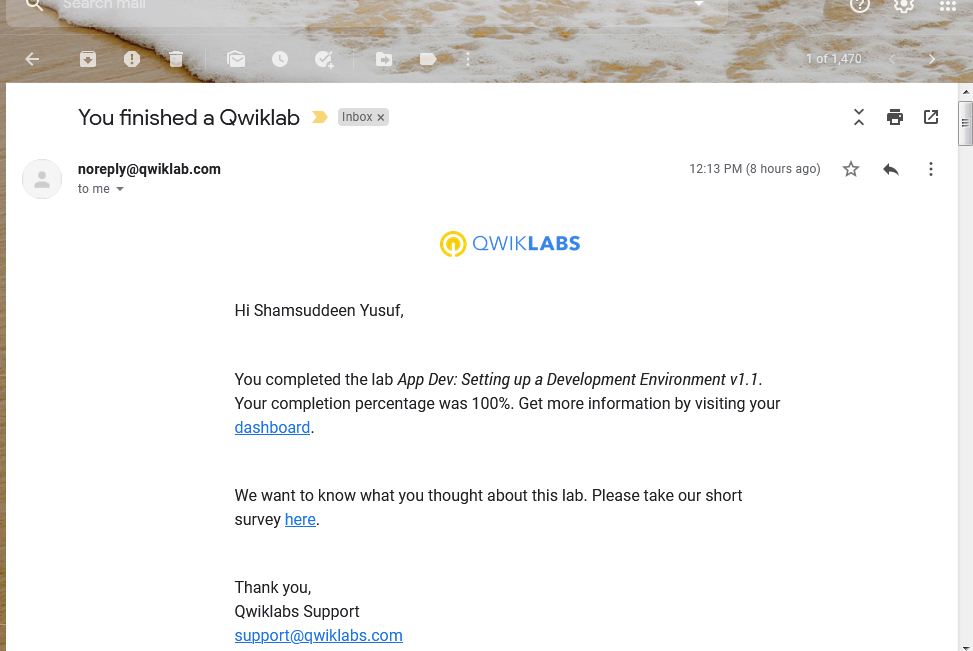 Search mail
1 of 1,470
You finished a Qwiklab
Inbox ×
noreply@qwiklab.com
12:13 PM (8 hours ago)
to me
QWIKLABS
Hi Shamsuddeen Yusuf,
You completed the lab App Dev: Setting up a Development Environment v1.1.
Your completion percentage was 100%. Get more information by visiting your
dashboard.
We want to know what you thought about this lab. Please take our short
survey here.
Thank you,
Qwiklabs Support
support@qwiklabs.com